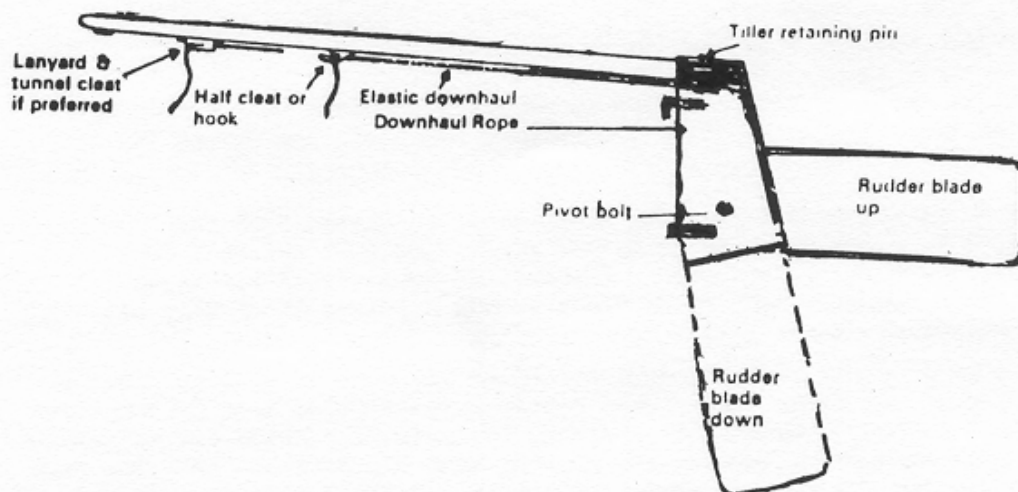 Tiller retaining pin
Lanyard &
tunnel cleat
if preferred
Half cleat or
hook
Elastic downhaul
Downhaul Rope
Rudder blade
up
Pivot bolt
Rudder
blade
down